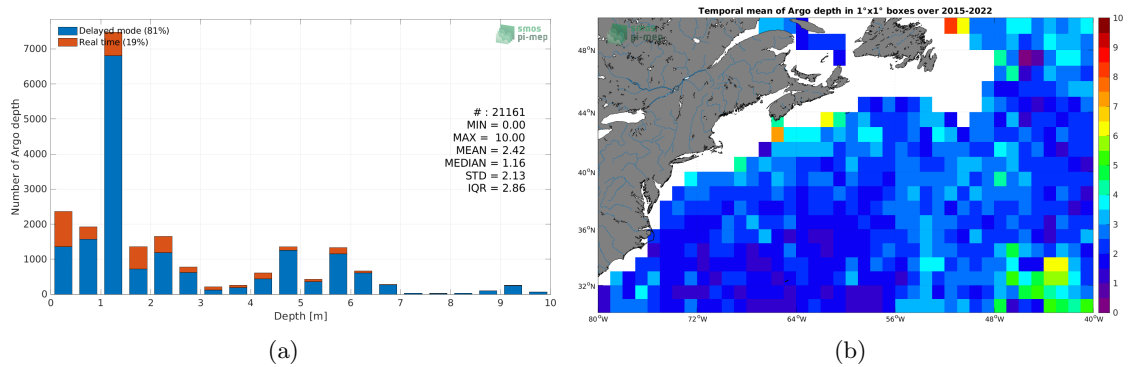 Delayed mode (81%)
Real time (19%)
smos
pi-mep
7000
6000
5000
4000
3000
2000
1000
0
Number of Argo depth
# : 21161
MIN = 0.00
MAX = 10.00
MEAN = 2.42
MEDIAN = 1.16
STD = 2.13
IQR = 2.86
0 1 2 3 4 5 6 7 8 9 10
Depth [m]
(a)
Temporal mean of Argo depth in 1°x1° boxes over 2015-2022
smos
pi-mep
48°N
44°N
40°N
36°N
32°N
80°W 72°W 64°W 56°W 48°W 40°W
10
9
8
7
6
5
4
3
2
1
0
(b)